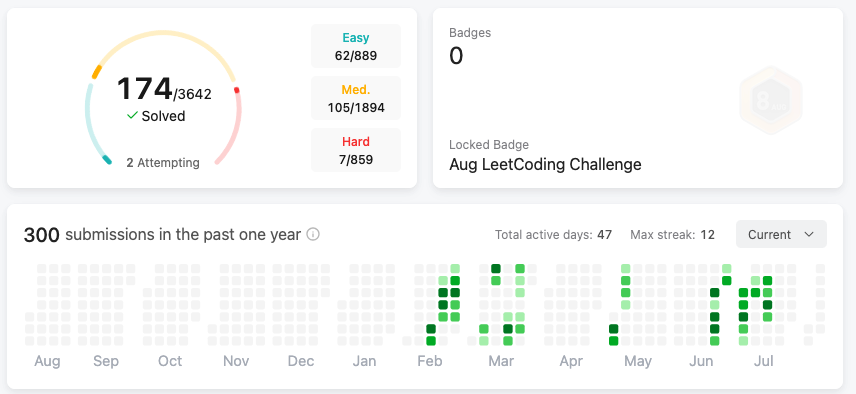 174/3642
Solved
2 Attempting
Easy
62/889
Med.
105/1894
Hard
7/859
Badges
0
Locked Badge
Aug LeetCoding Challenge
300 submissions in the past one year
Total active days: 47 Max streak: 12 Current
Aug Sep Oct Nov Dec Jan Feb Mar Apr May Jun Jul